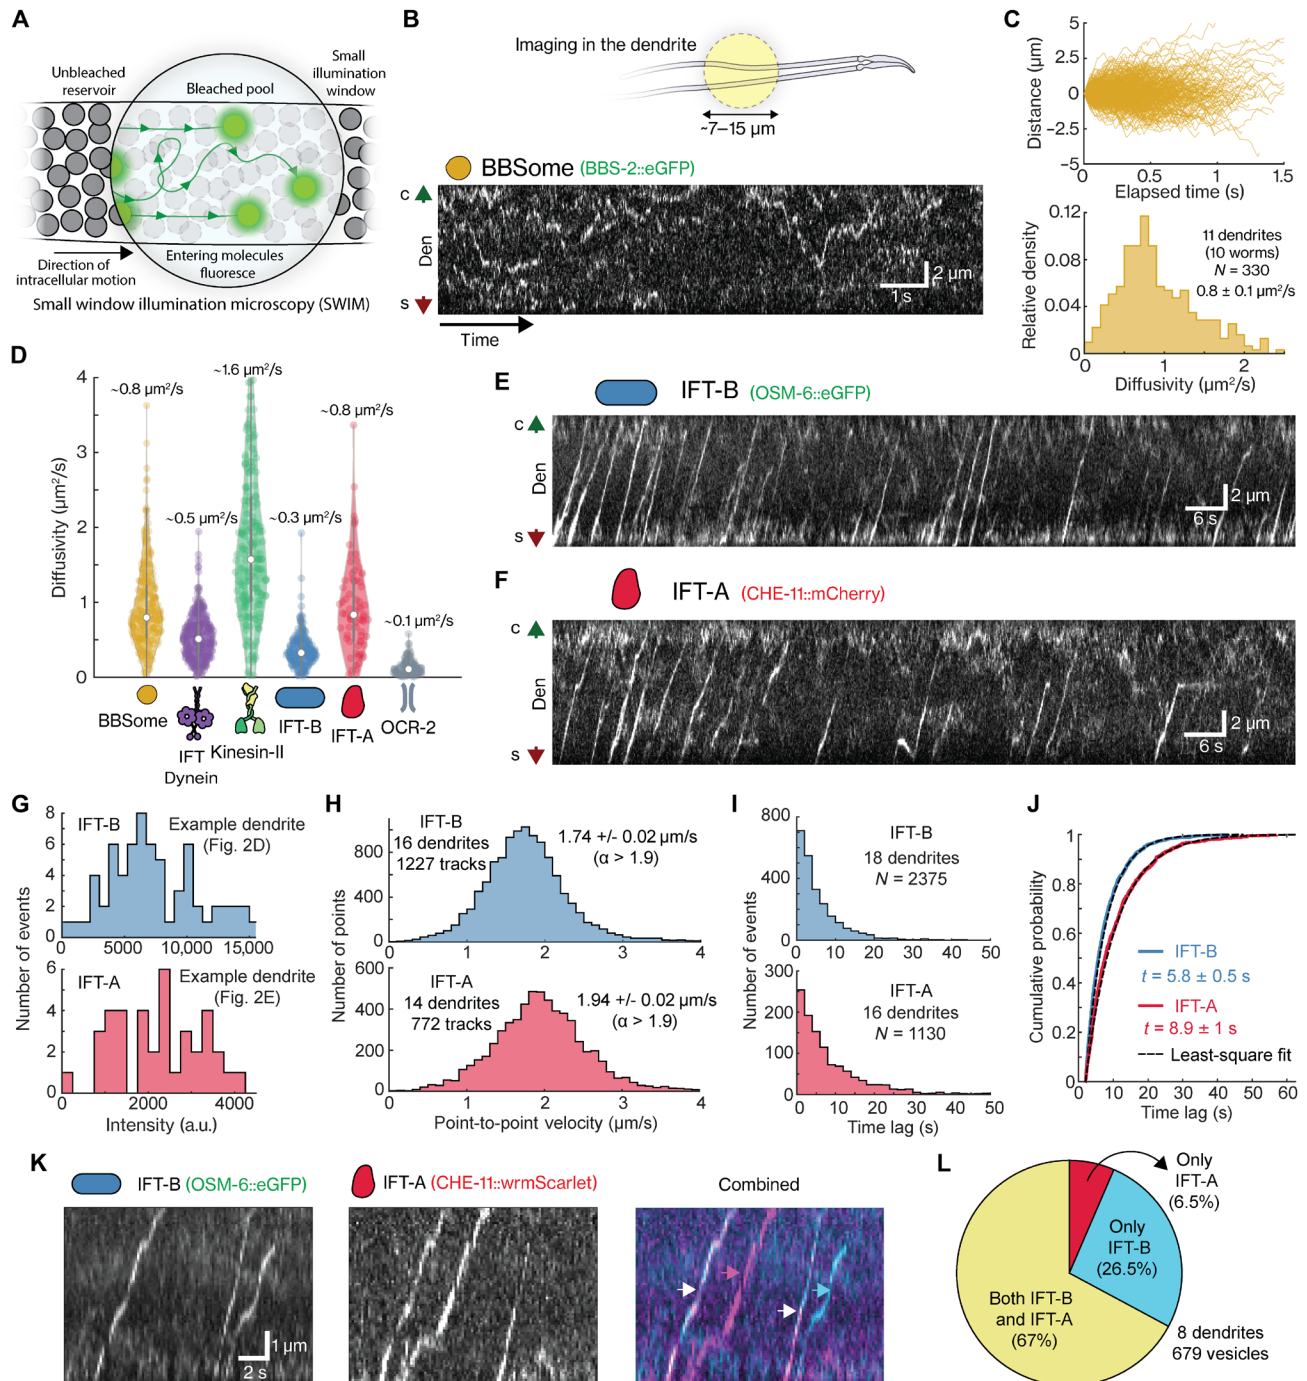 A
Unbleached
reservoir
Bleached pool
Small
illumination
window
Direction of
intracellular motion
Entering molecules
fluoresce
Small window illumination microscopy (SWIM)
B
Imaging in the dendrite
~7–15 µm
BBSome (BBS-2::eGFP)
c
Den
s
2 µm
1 s
Time
C
Distance (µm)
5
2.5
0
−2.5
−5
0
0.5
1
1.5
Elapsed time (s)
Relative density
0.12
0.08
0.04
0
11 dendrites
(10 worms)
N = 330
0.8 ± 0.1 µm²/s
0
1
2
Diffusivity (µm²/s)
D
Diffusivity (µm²/s)
4
3
2
1
0
~0.8 µm²/s
~0.5 µm²/s
~1.6 µm²/s
~0.3 µm²/s
~0.8 µm²/s
~0.1 µm²/s
BBSome
IFT
Dynein
Kinesin-II
IFT-B
IFT-A
OCR-2
E
IFT-B (OSM-6::eGFP)
c
Den
s
2 µm
6 s
F
IFT-A (CHE-11::mCherry)
c
Den
s
2 µm
6 s
G
Number of events
8
6
4
2
0
IFT-B
Example dendrite
(Fig. 2D)
0
5000
10,000
15,000
6
4
2
0
IFT-A
Example dendrite
(Fig. 2E)
0
2000
4000
Intensity (a.u.)
H
Number of points
800
400
0
IFT-B
16 dendrites
1227 tracks
1.74 +/- 0.02 µm/s
(α > 1.9)
0
1
2
3
4
600
400
200
0
IFT-A
14 dendrites
772 tracks
1.94 +/- 0.02 µm/s
(α > 1.9)
0
1
2
3
4
Point-to-point velocity (µm/s)
I
Number of events
800
400
0
IFT-B
18 dendrites
N = 2375
0
10
20
30
40
50
300
200
100
0
IFT-A
16 dendrites
N = 1130
0
10
20
30
40
50
Time lag (s)
J
Cumulative probability
1
0.8
0.6
0.4
0.2
0
IFT-B
t = 5.8 ± 0.5 s
IFT-A
t = 8.9 ± 1 s
Least-square fit
0
10
20
30
40
50
60
Time lag (s)
K
IFT-B (OSM-6::eGFP)
1 µm
2 s
IFT-A (CHE-11::wrmScarlet)
Combined
L
Only
IFT-A
(6.5%)
Only
IFT-B
(26.5%)
Both IFT-B
and IFT-A
(67%)
8 dendrites
679 vesicles